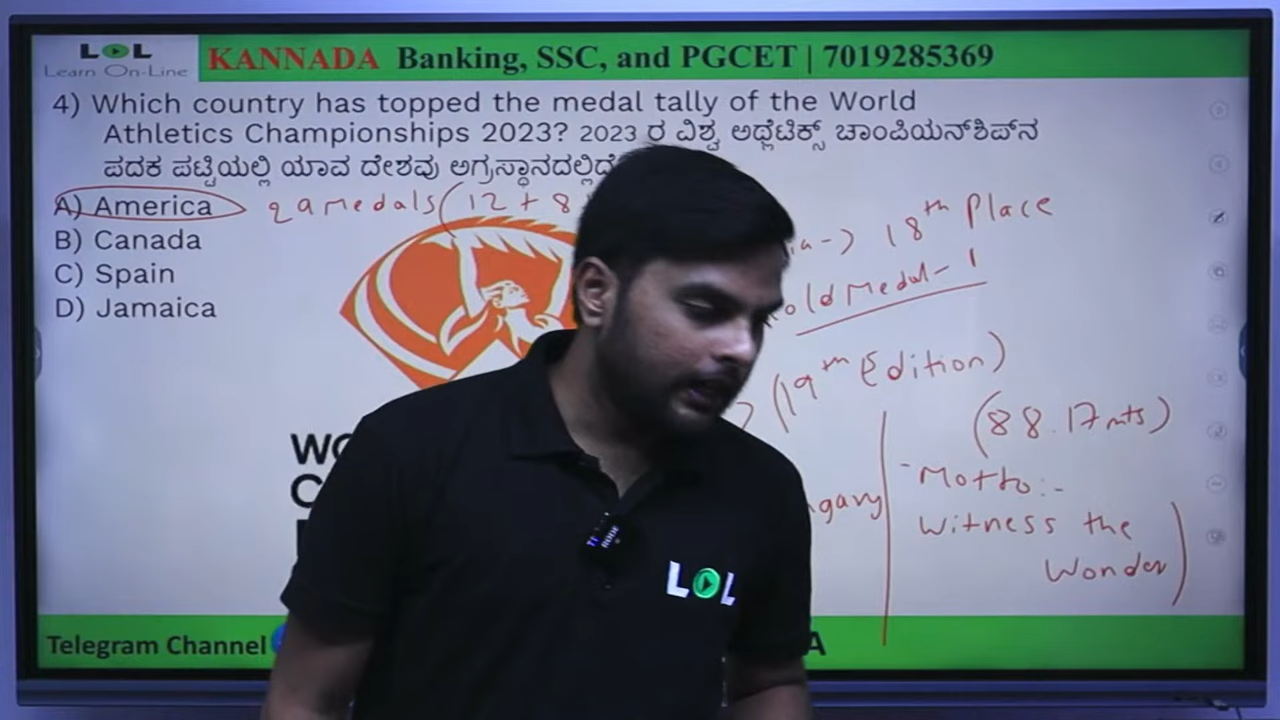 LOL
Learn On-Line
KANNADA Banking, SSC, and PGCET | 7019285369
4) Which country has topped the medal tally of the World
Athletics Championships 2023? 2023 ರ ವಿಶ್ವ ಅಥ್ಲೆಟಿಕ್ಸ್ ಚಾಂಪಿಯನ್‌ಶಿಪ್‌ನ
ಪದಕ ಪಟ್ಟಿಯಲ್ಲಿ ಯಾವ ದೇಶವು ಅಗ್ರಸ್ಥಾನದಲ್ಲಿದೆ
A) America 29 medals (12 + 8
18th Place
B) Canada
C) Spain
old Medal - 1
D) Jamaica
(19th Edition)
(88.17 mts)
- Motto :-
gary
Witness the
Wonder)
LOL
Telegram Channel